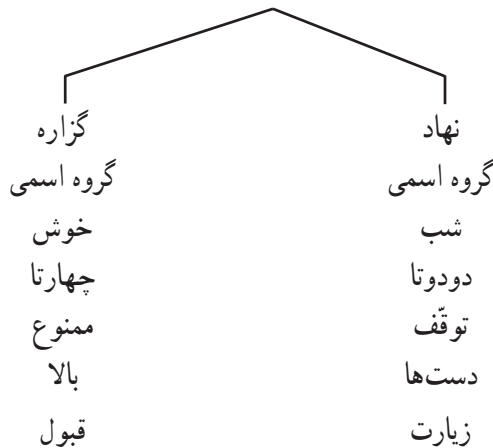 نهاد گزاره
گروه اسمی گروه اسمی
شب خوش
دودوتا چهارتا
توقّف ممنوع
دست‌ها بالا
زیارت قبول